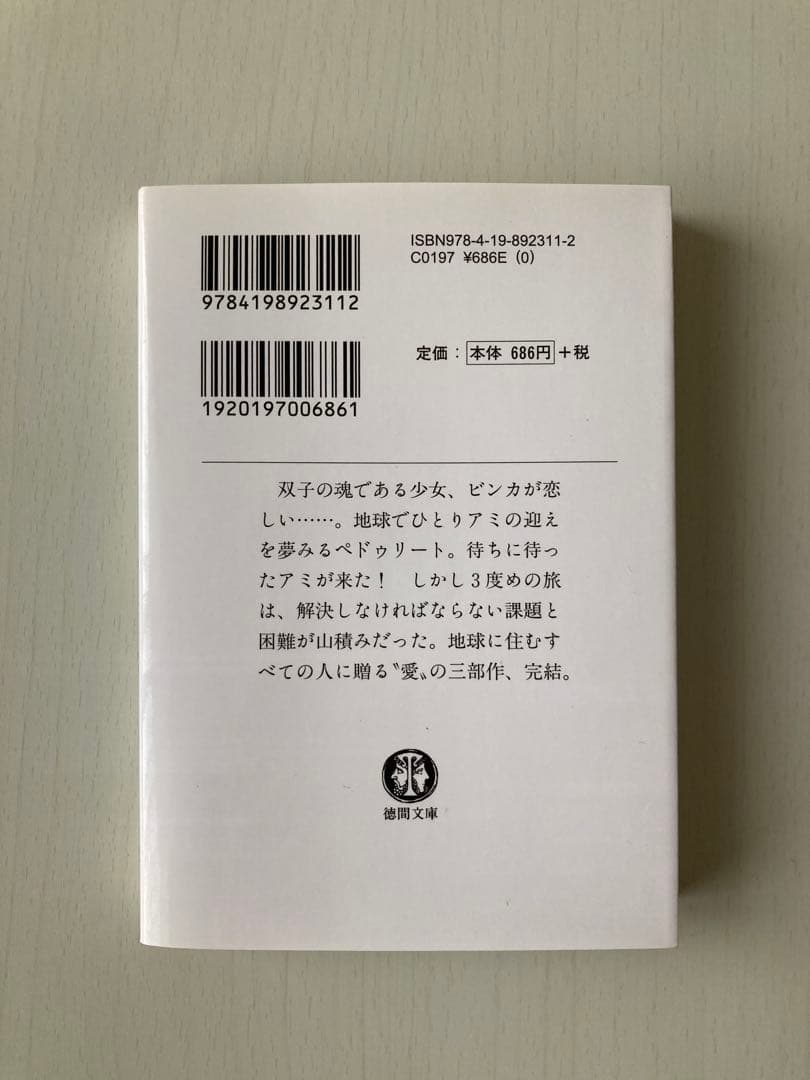 ISBN978-4-19-892311-2
C0197 ¥686E (0)
9784198923112
定価：本体 686円＋税
1920197006861
双子の魂である少女、ビンカが恋
しい……。地球でひとりアミの迎え
を夢みるペドゥリート。待ちに待っ
たアミが来た！　しかし３度めの旅
は、解決しなければならない課題と
困難が山積みだった。地球に住むす
べての人に贈る〝愛〟の三部作、完結。
徳間文庫